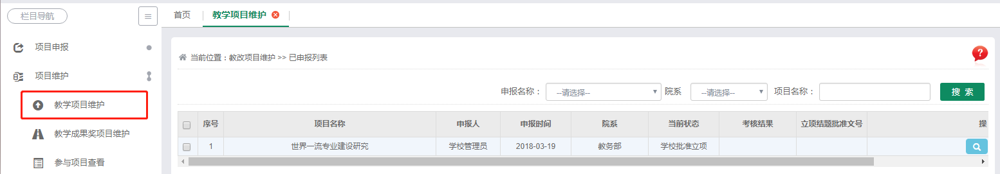 栏目导航
首页 教学项目维护
项目申报
项目维护
教学项目维护
教学成果奖项目维护
参与项目查看
当前位置：教改项目维护 >> 已申报列表
?
申报名称： --请选择-- 院系 --请选择-- 项目名称： 搜 索
序号 项目名称 申报人 申报时间 院系 当前状态 考核结果 立项结题批准文号 操
1 世界一流专业建设研究 学校管理员 2018-03-19 教务部 学校批准立项